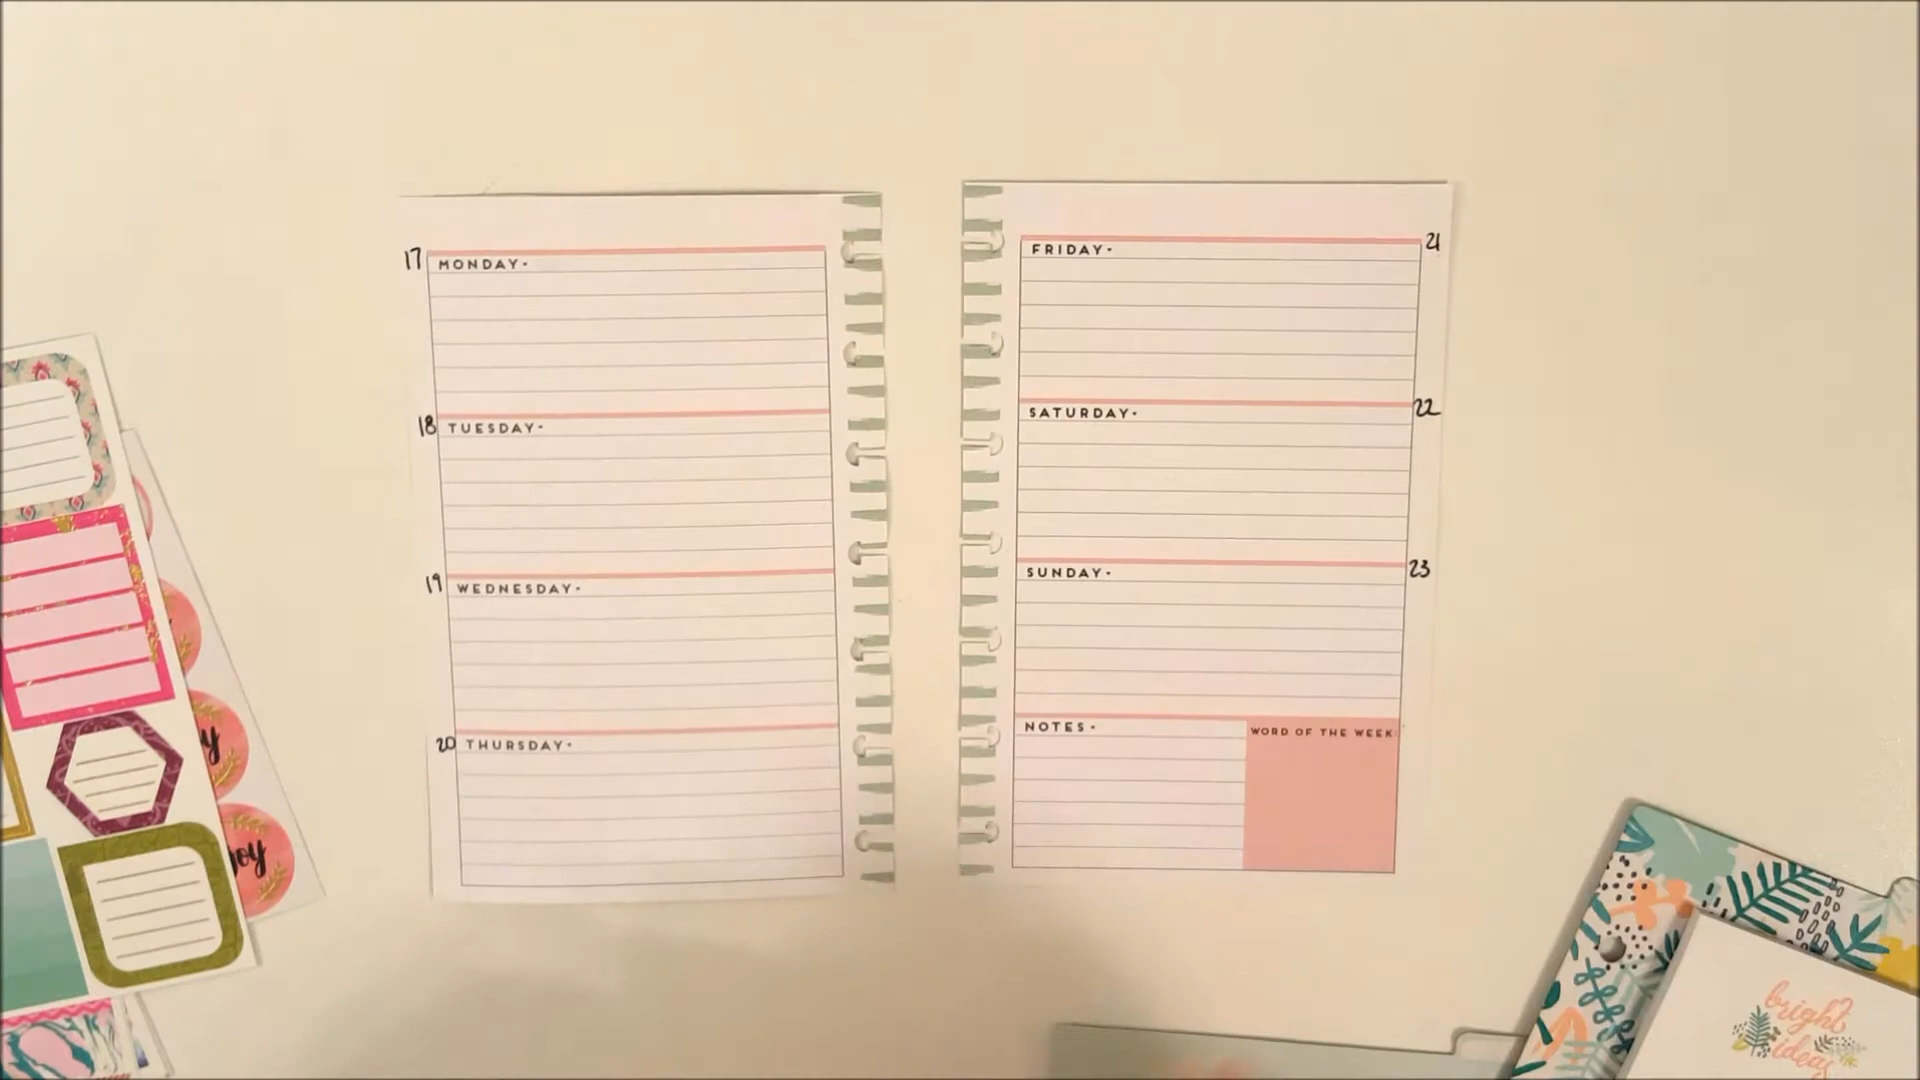 17
MONDAY-
18
TUESDAY-
19
WEDNESDAY-
20
THURSDAY-
21
FRIDAY-
22
SATURDAY-
23
SUNDAY-
NOTES-
WORD OF THE WEEK:
joy
bright
ideas